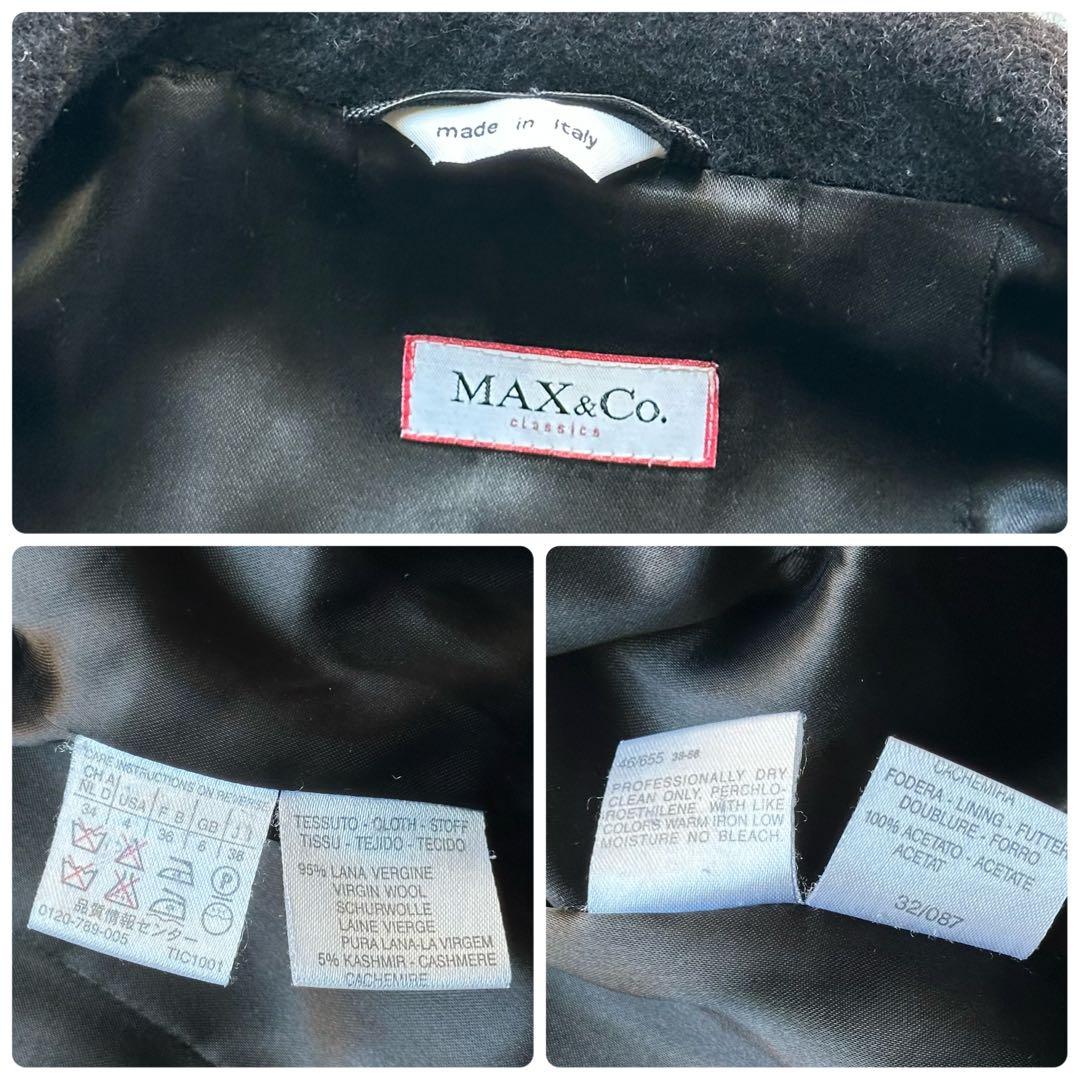 made in Italy
MAX&Co.
classics
CARE INSTRUCTIONS ON REVERSE
CH A
NL D USA F B GB J I
34 4 36 8 38
品質情報センター
0120-789-005
TIC1001
TESSUTO - CLOTH - STOFF
TISSU - TEJIDO - TECIDO
95% LANA VERGINE
VIRGIN WOOL
SCHURWOLLE
LAINE VIERGE
PURA LANA-LA VIRGEM
5% KASHMIR - CASHMERE
CACHEMIRE
46/655 38-56
PROFESSIONALLY DRY
CLEAN ONLY, PERCHLO-
ROETHILENE. WITH LIKE
COLORS WARM IRON LOW
MOISTURE NO BLEACH.
CACHEMIRA
FODERA - LINING - FUTTER
DOUBLURE - FORRO
100% ACETATO - ACETATE
ACETAT
32/087